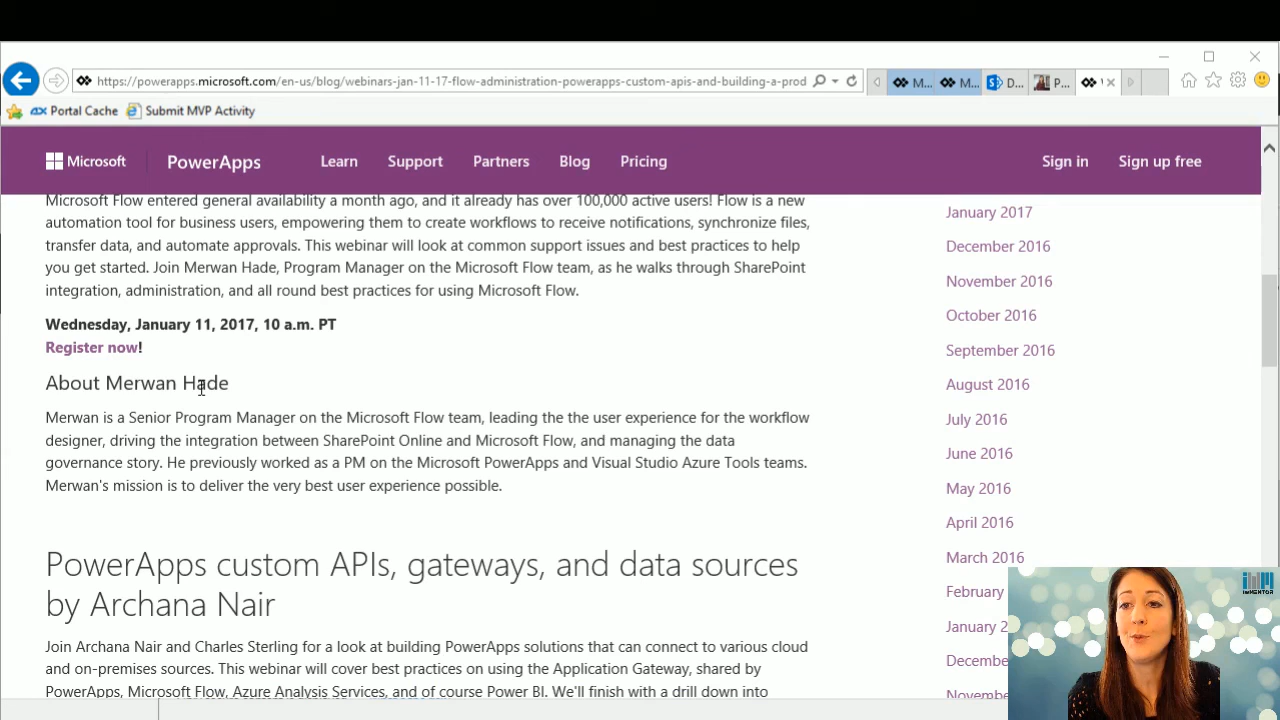 https://powerapps.microsoft.com/en-us/blog/webinars-jan-11-17-flow-administration-powerapps-custom-apis-and-building-a-prod
M...
M...
D...
P...
Portal Cache
Submit MVP Activity
Microsoft
PowerApps
Learn
Support
Partners
Blog
Pricing
Sign in
Sign up free
Microsoft Flow entered general availability a month ago, and it already has over 100,000 active users! Flow is a new
automation tool for business users, empowering them to create workflows to receive notifications, synchronize files,
transfer data, and automate approvals. This webinar will look at common support issues and best practices to help
you get started. Join Merwan Hade, Program Manager on the Microsoft Flow team, as he walks through SharePoint
integration, administration, and all round best practices for using Microsoft Flow.
Wednesday, January 11, 2017, 10 a.m. PT
Register now!
About Merwan Hade
Merwan is a Senior Program Manager on the Microsoft Flow team, leading the the user experience for the workflow
designer, driving the integration between SharePoint Online and Microsoft Flow, and managing the data
governance story. He previously worked as a PM on the Microsoft PowerApps and Visual Studio Azure Tools teams.
Merwan's mission is to deliver the very best user experience possible.
PowerApps custom APIs, gateways, and data sources
by Archana Nair
Join Archana Nair and Charles Sterling for a look at building PowerApps solutions that can connect to various cloud
and on-premises sources. This webinar will cover best practices on using the Application Gateway, shared by
PowerApps, Microsoft Flow, Azure Analysis Services, and of course Power BI. We'll finish with a drill down into
January 2017
December 2016
November 2016
October 2016
September 2016
August 2016
July 2016
June 2016
May 2016
April 2016
March 2016
February
January 2
Decembe
Novembe